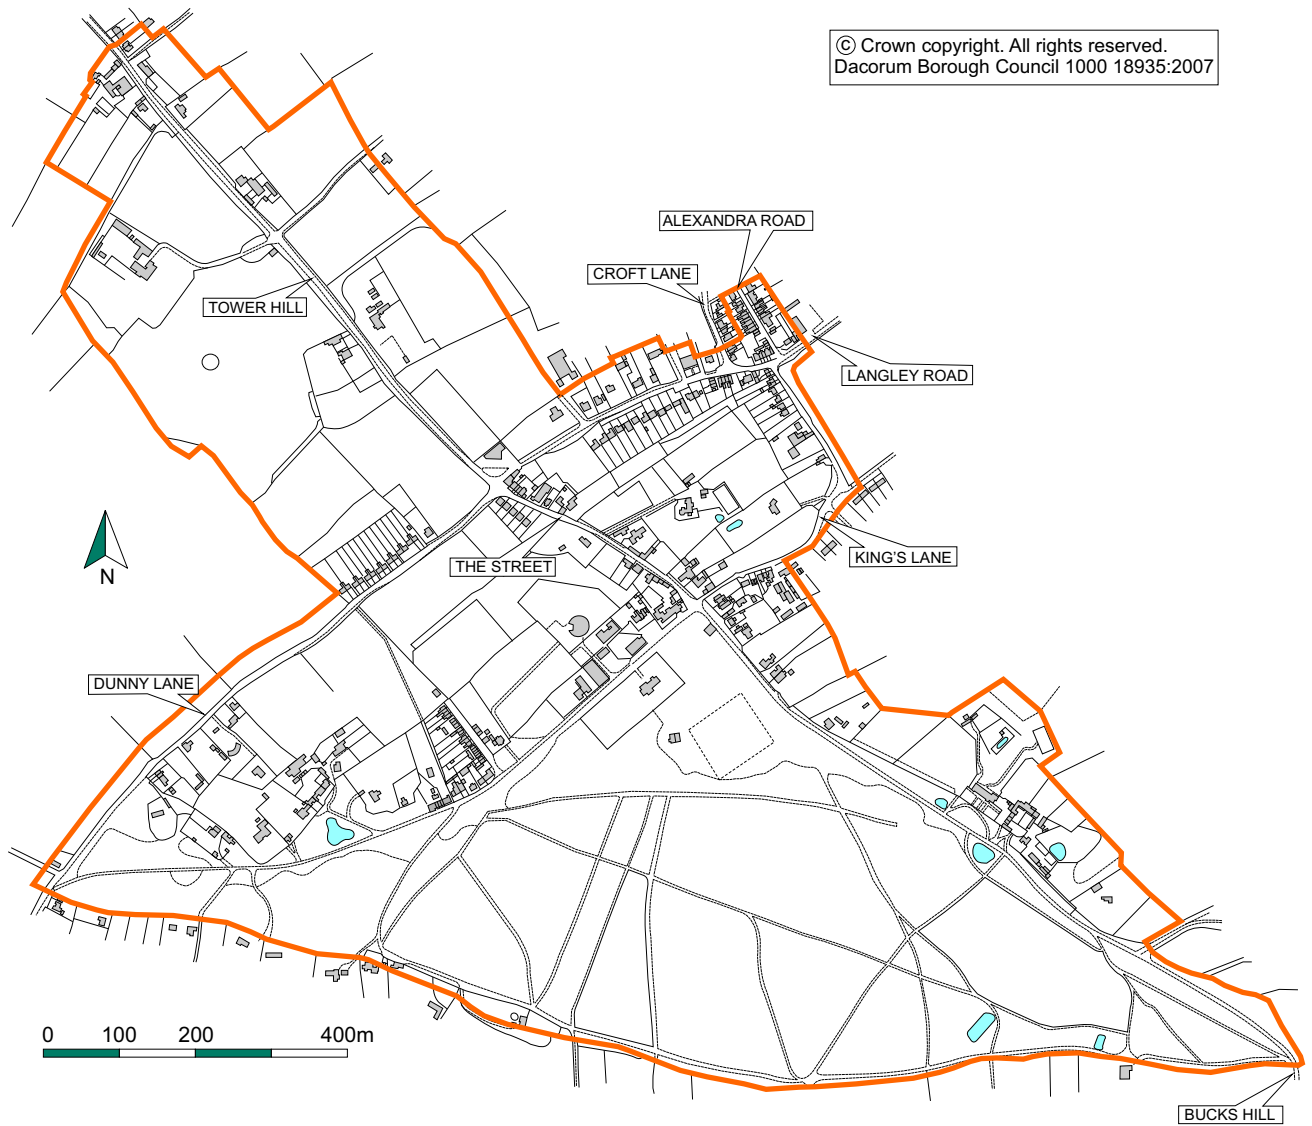 © Crown copyright. All rights reserved.
Dacorum Borough Council 1000 18935:2007
ALEXANDRA ROAD
CROFT LANE
TOWER HILL
LANGLEY ROAD
KING'S LANE
THE STREET
N
DUNNY LANE
0 100 200 400m
BUCKS HILL